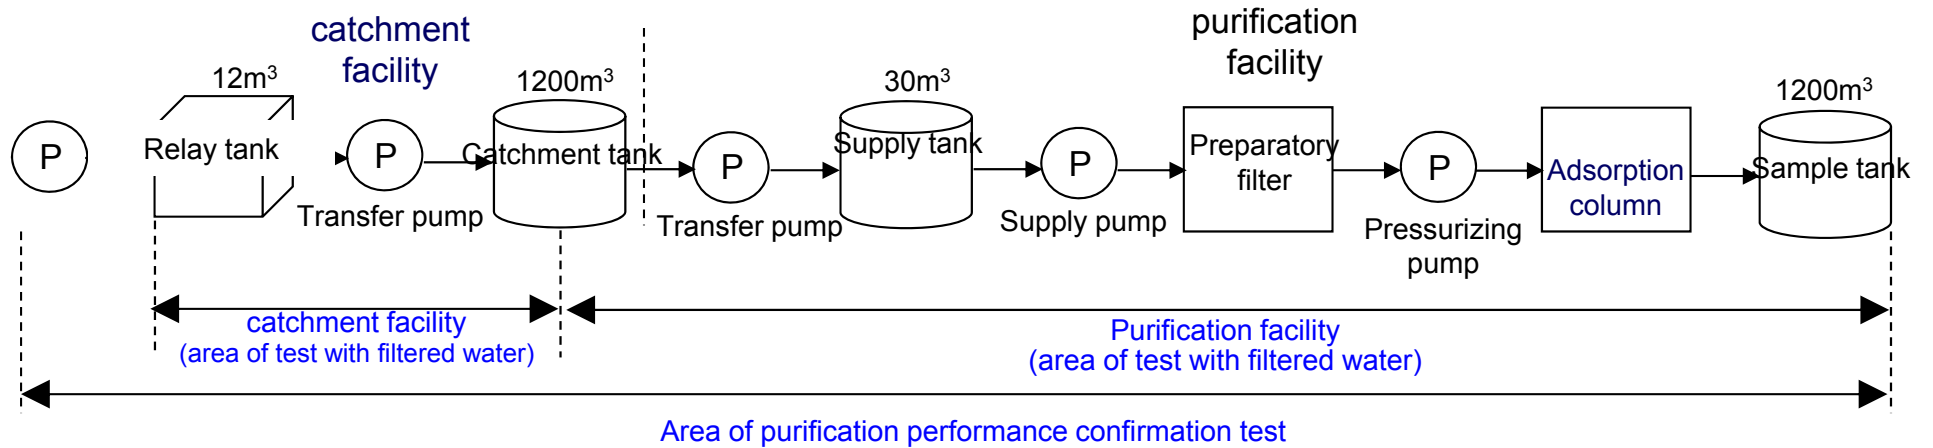 catchment
facility
purification
facility
12m³
1200m³
30m³
1200m³
P
Relay tank
P
Transfer pump
Catchment tank
P
Transfer pump
Supply tank
P
Supply pump
Preparatory
filter
P
Pressurizing
pump
Adsorption
column
Sample tank
catchment facility
(area of test with filtered water)
Purification facility
(area of test with filtered water)
Area of purification performance confirmation test